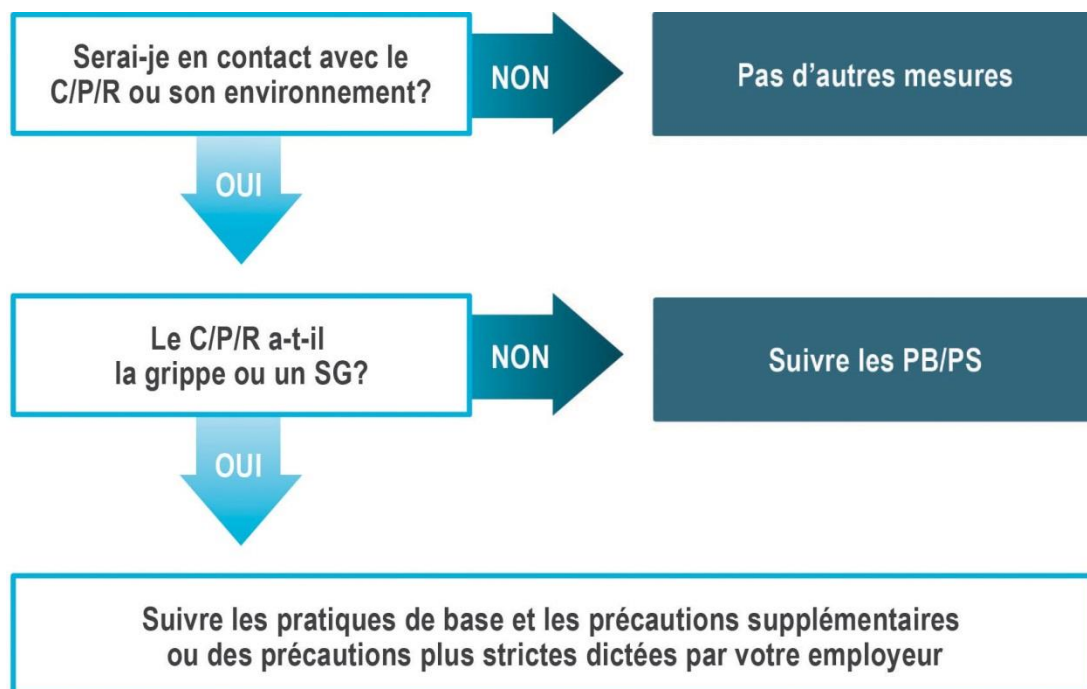 Serai-je en contact avec le
C/P/R ou son environnement?
NON
Pas d’autres mesures
OUI
Le C/P/R a-t-il
la grippe ou un SG?
NON
Suivre les PB/PS
OUI
Suivre les pratiques de base et les précautions supplémentaires
ou des précautions plus strictes dictées par votre employeur